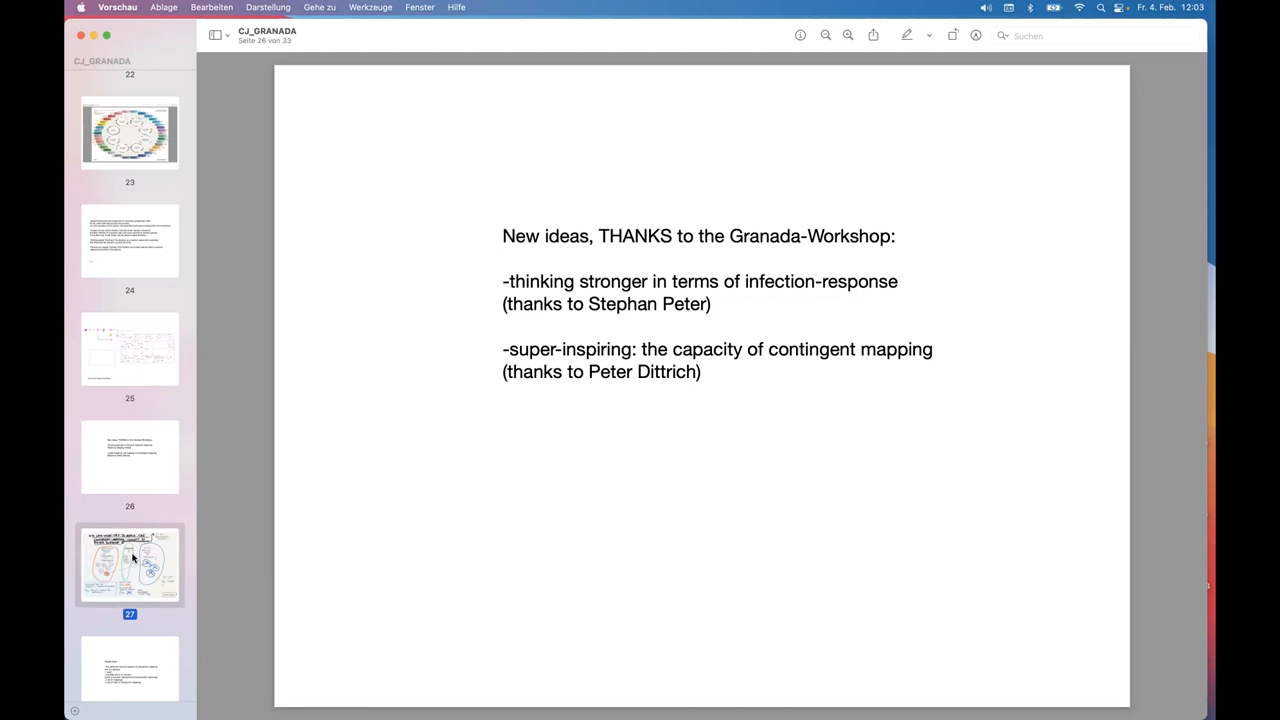 Vorschau Ablage Bearbeiten Darstellung Gehe zu Werkzeuge Fenster Hilfe Fr. 4. Feb. 12:03
CJ_GRANADA
Seite 26 von 33
Suchen
CJ_GRANADA
22
23
24
25
26
27
New ideas, THANKS to the Granada-Workshop:
-thinking stronger in terms of infection-response
(thanks to Stephan Peter)
-super-inspiring: the capacity of contingent mapping
(thanks to Peter Dittrich)